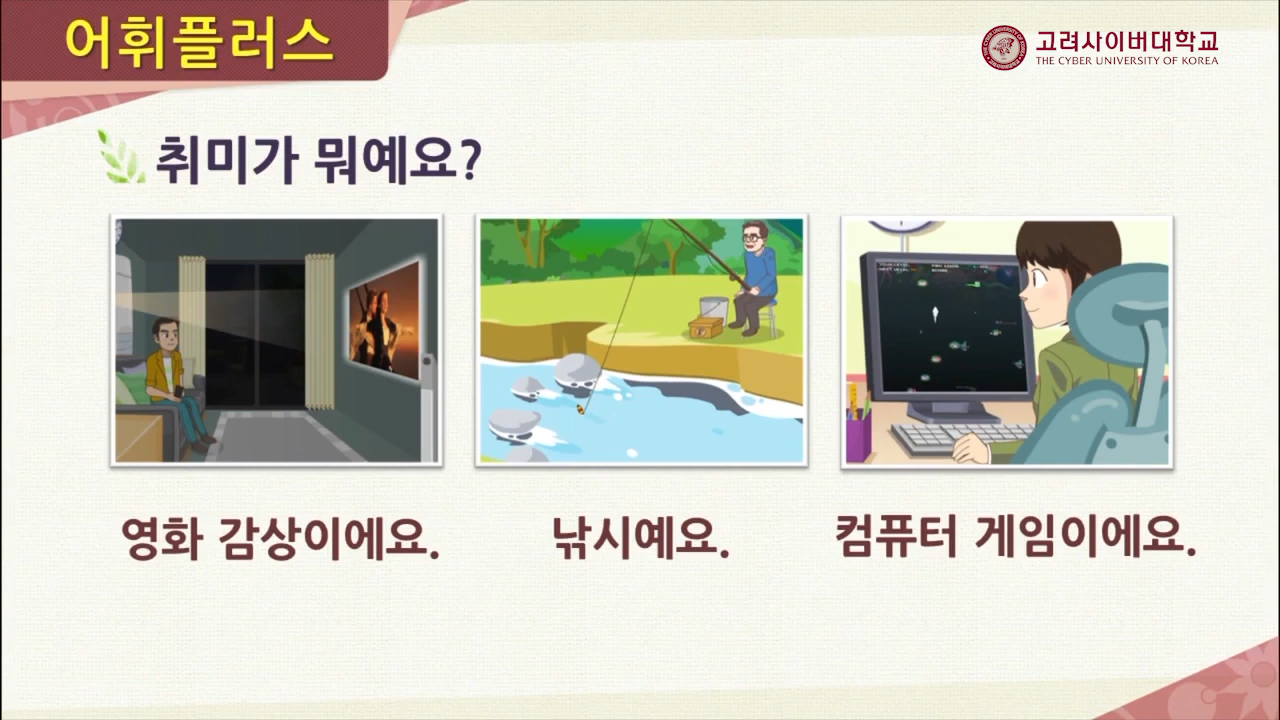 어휘플러스
고려사이버대학교
THE CYBER UNIVERSITY OF KOREA
취미가 뭐예요?
영화 감상이에요.
낚시예요.
컴퓨터 게임이에요.